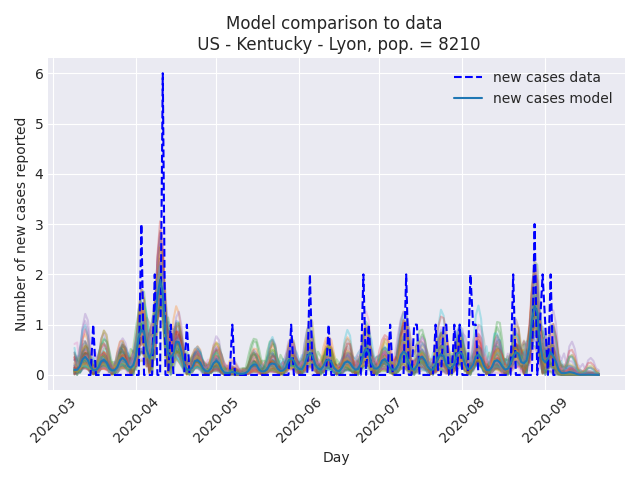 Model comparison to data
US - Kentucky - Lyon, pop. = 8210
new cases data
new cases model
Number of new cases reported
6
5
4
3
2
1
0
2020-03
2020-04
2020-05
2020-06
2020-07
2020-08
2020-09
Day